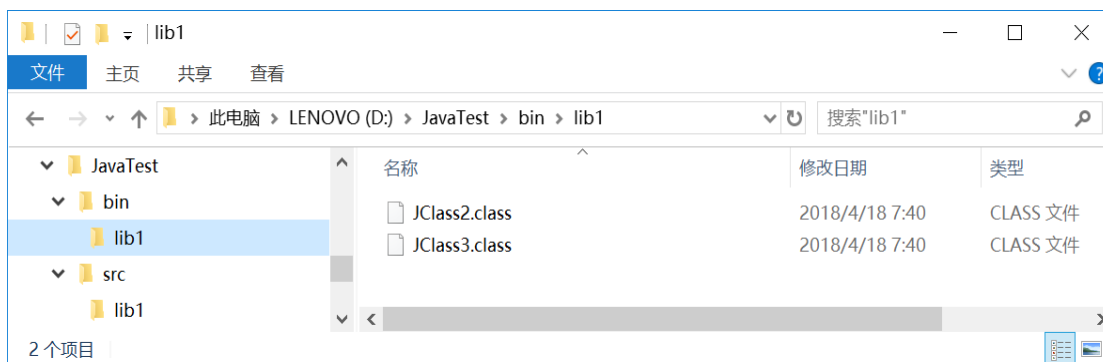 lib1
文件 主页 共享 查看 ?
此电脑 > LENOVO (D:) > JavaTest > bin > lib1 搜索"lib1"
JavaTest 名称 修改日期 类型
bin JClass2.class 2018/4/18 7:40 CLASS 文件
lib1 JClass3.class 2018/4/18 7:40 CLASS 文件
src
lib1
2 个项目